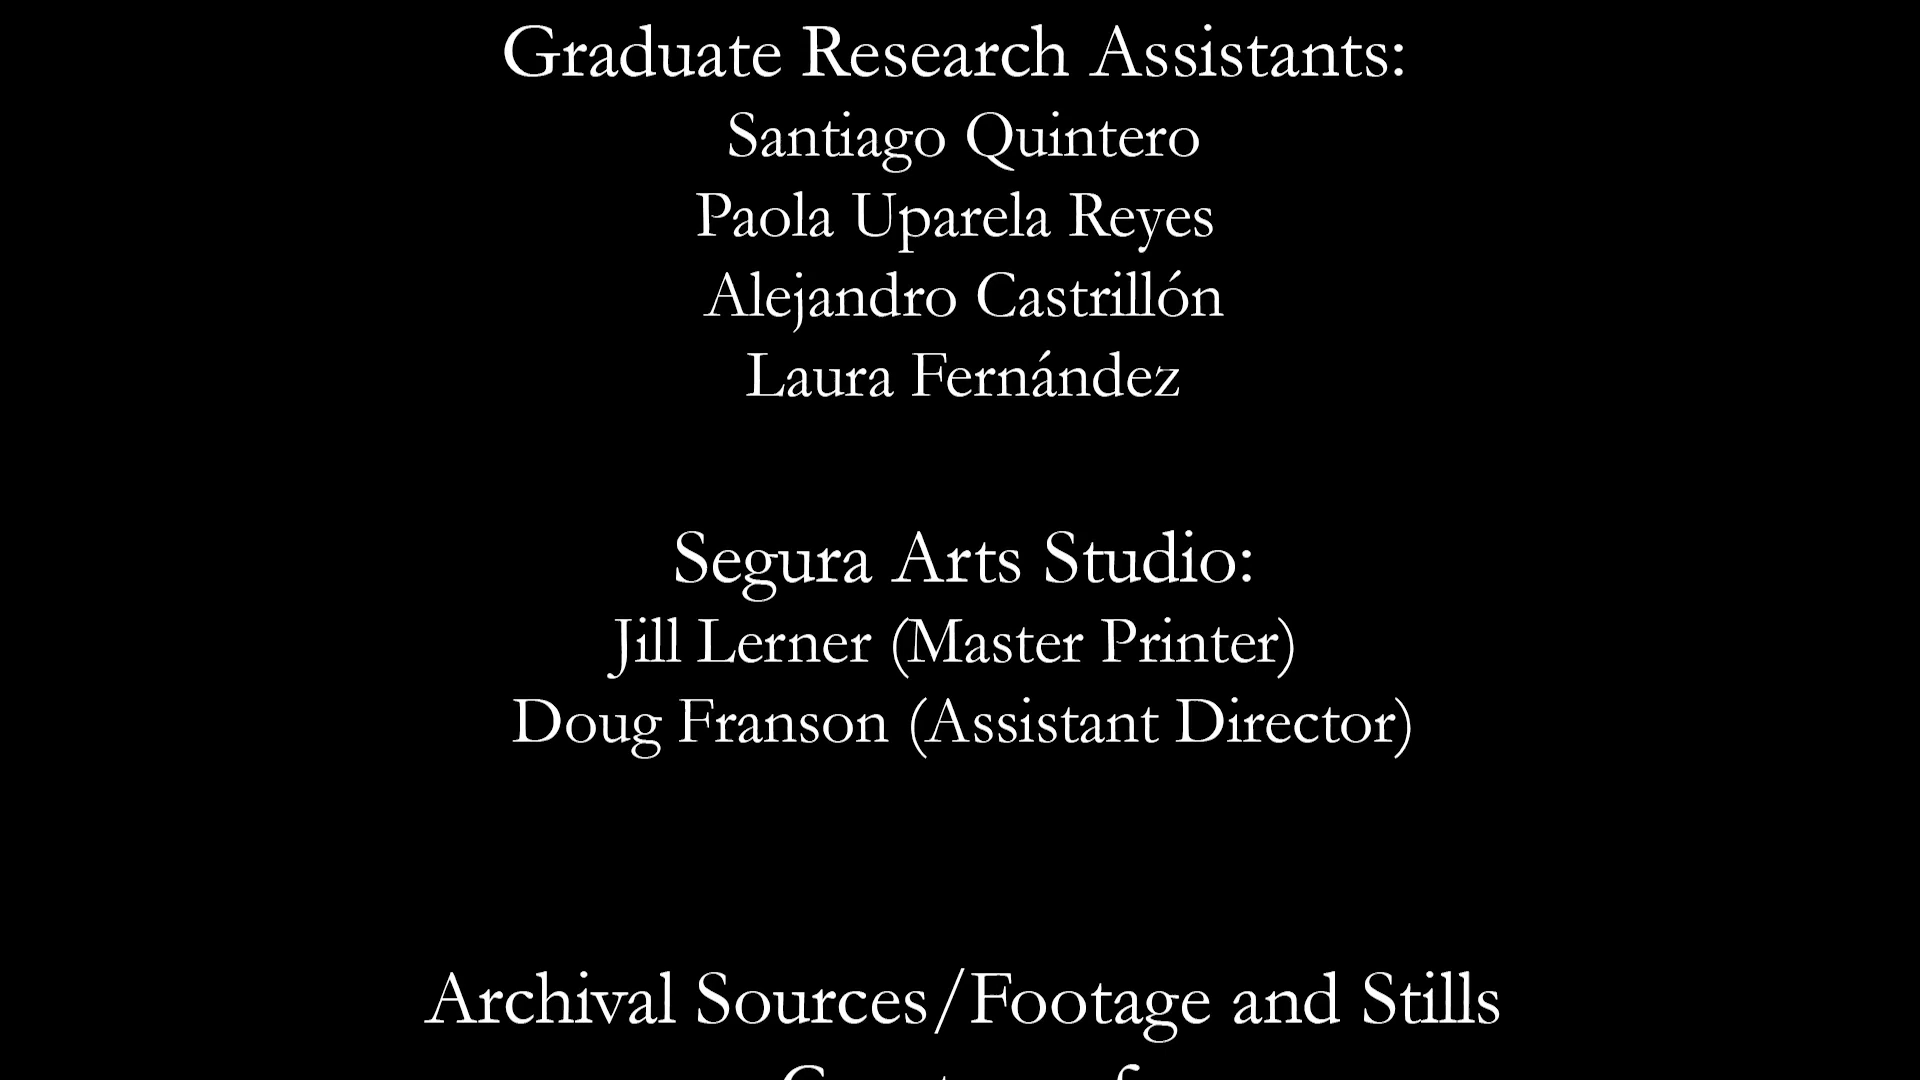 Graduate Research Assistants:
Santiago Quintero
Paola Uparela Reyes
Alejandro Castrillón
Laura Fernández
Segura Arts Studio:
Jill Lerner (Master Printer)
Doug Franson (Assistant Director)
Archival Sources/Footage and Stills